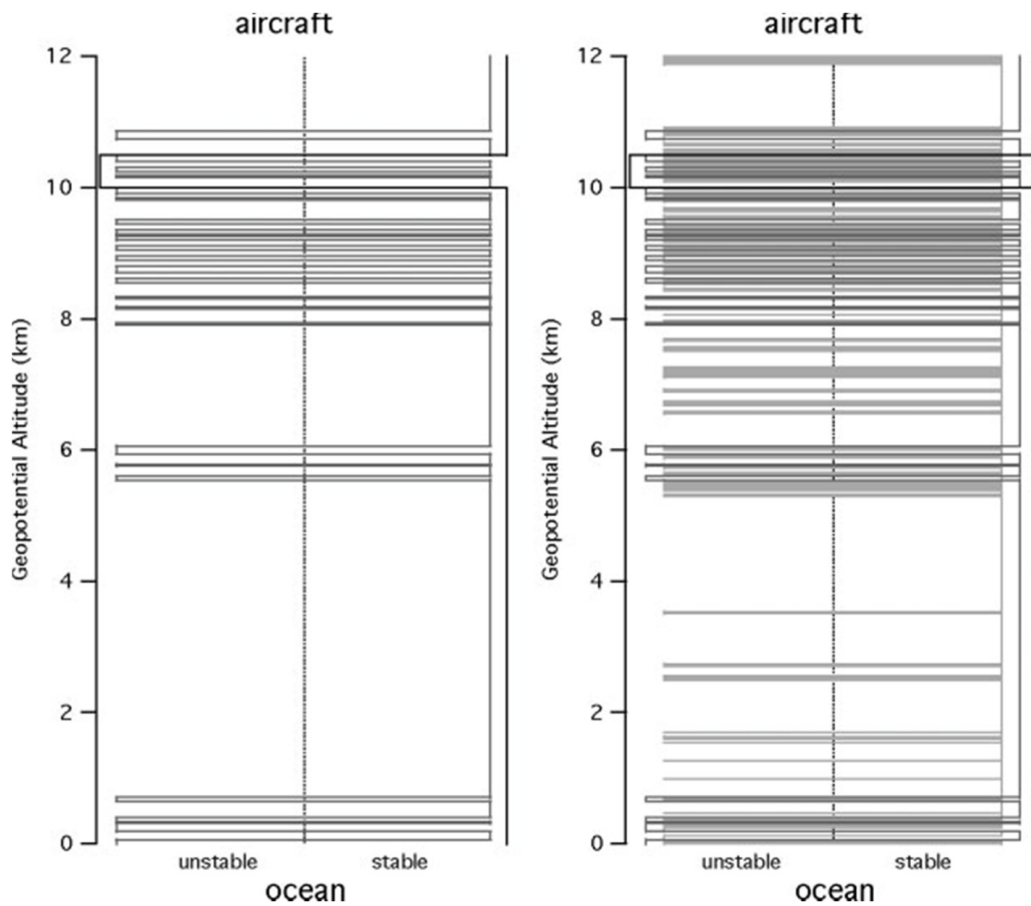 aircraft
12
10
8
6
4
2
0
Geopotential Altitude (km)
unstable stable
ocean
aircraft
12
10
8
6
4
2
0
Geopotential Altitude (km)
unstable stable
ocean